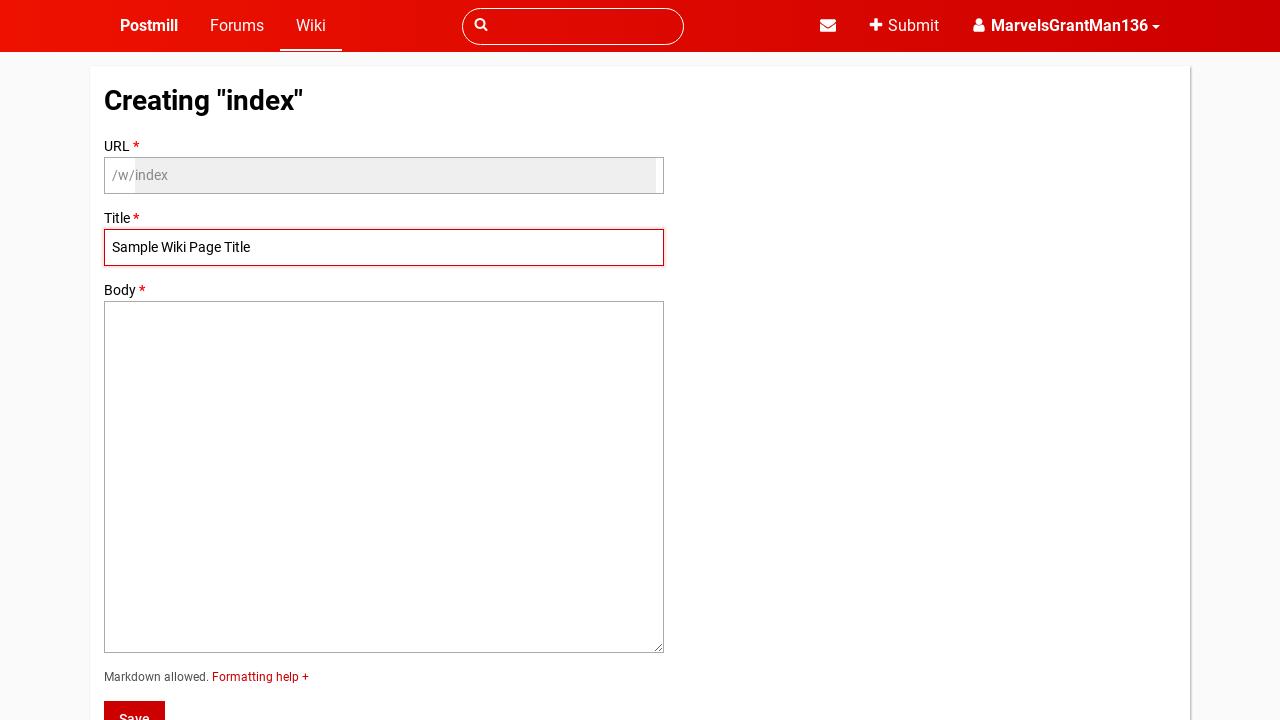 Postmill Forums Wiki Submit MarvelsGrantMan136
Creating "index"
URL *
/w/index
Title *
Sample Wiki Page Title
Body *
Markdown allowed. Formatting help +
Save